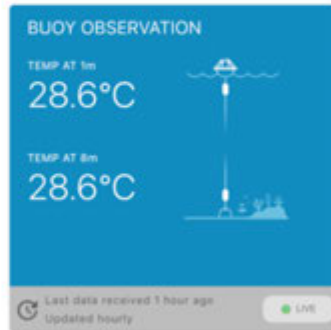 BUOY OBSERVATION
TEMP AT 1m
28.6°C
TEMP AT 8m
28.6°C
Last data received 1 hour ago
Updated hourly
LIVE